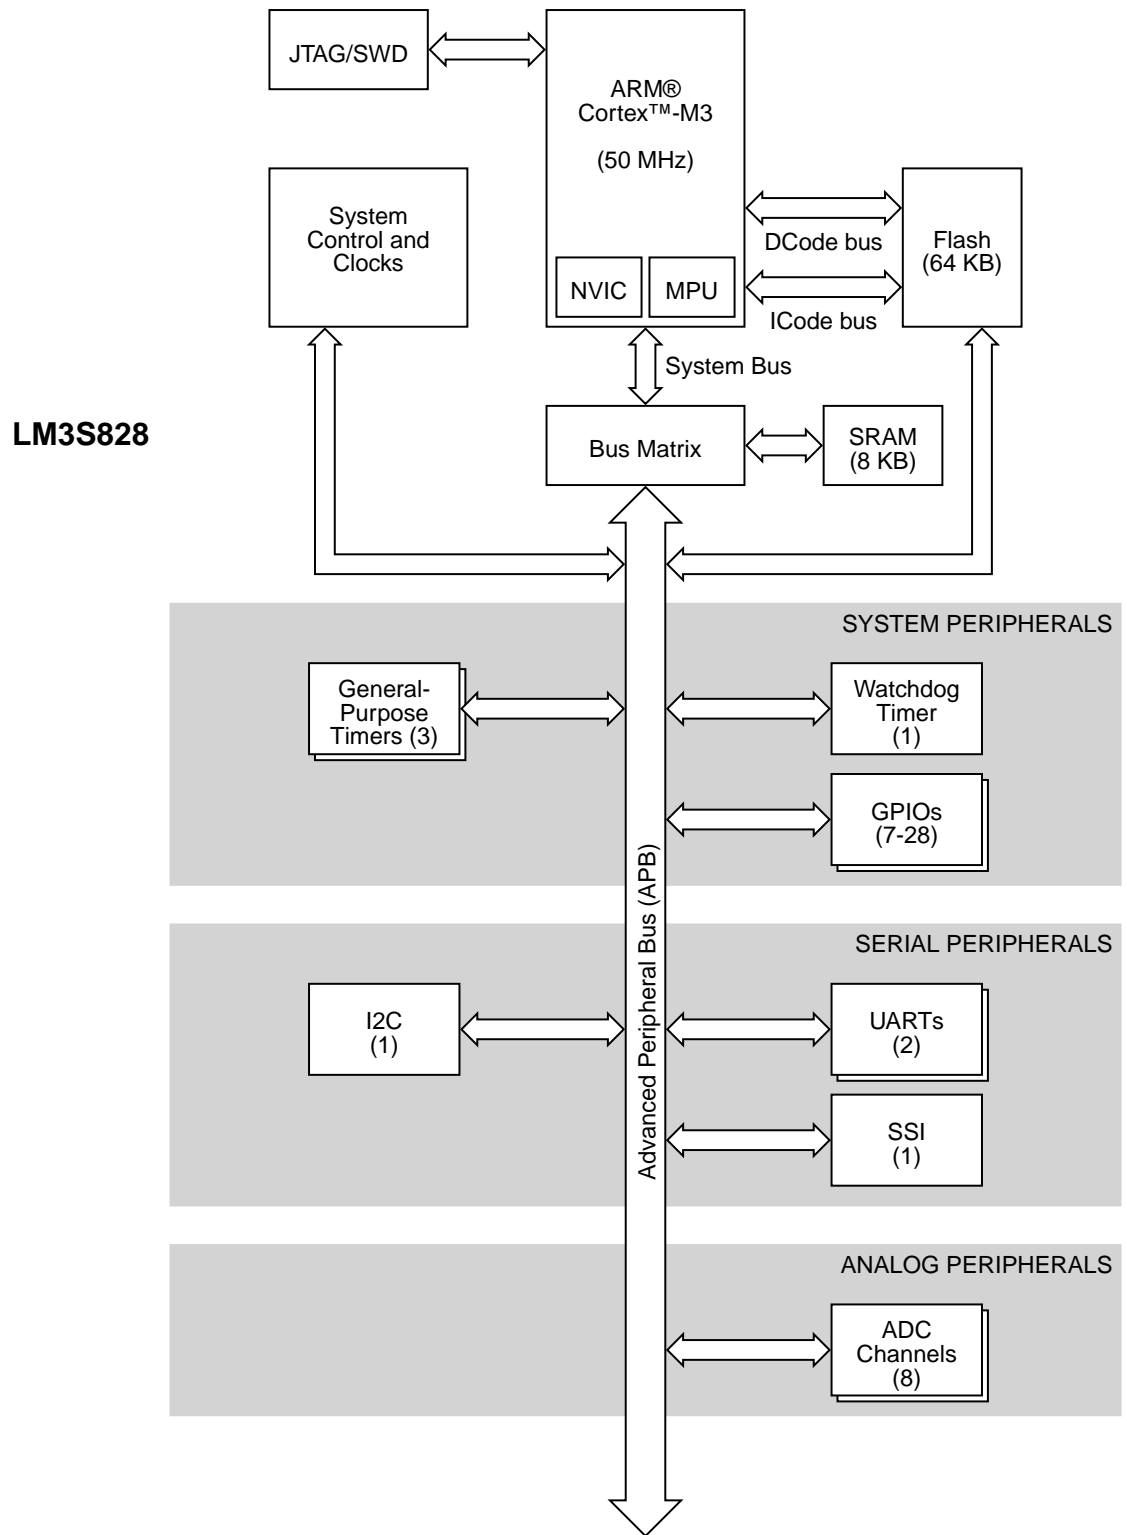 JTAG/SWD
ARM®
Cortex™-M3
(50 MHz)
System
Control and
Clocks
NVIC
MPU
DCode bus
ICode bus
Flash
(64 KB)
System Bus
LM3S828
Bus Matrix
SRAM
(8 KB)
SYSTEM PERIPHERALS
General-
Purpose
Timers (3)
Watchdog
Timer
(1)
GPIOs
(7-28)
Advanced Peripheral Bus (APB)
SERIAL PERIPHERALS
I2C
(1)
UARTs
(2)
SSI
(1)
ANALOG PERIPHERALS
ADC
Channels
(8)